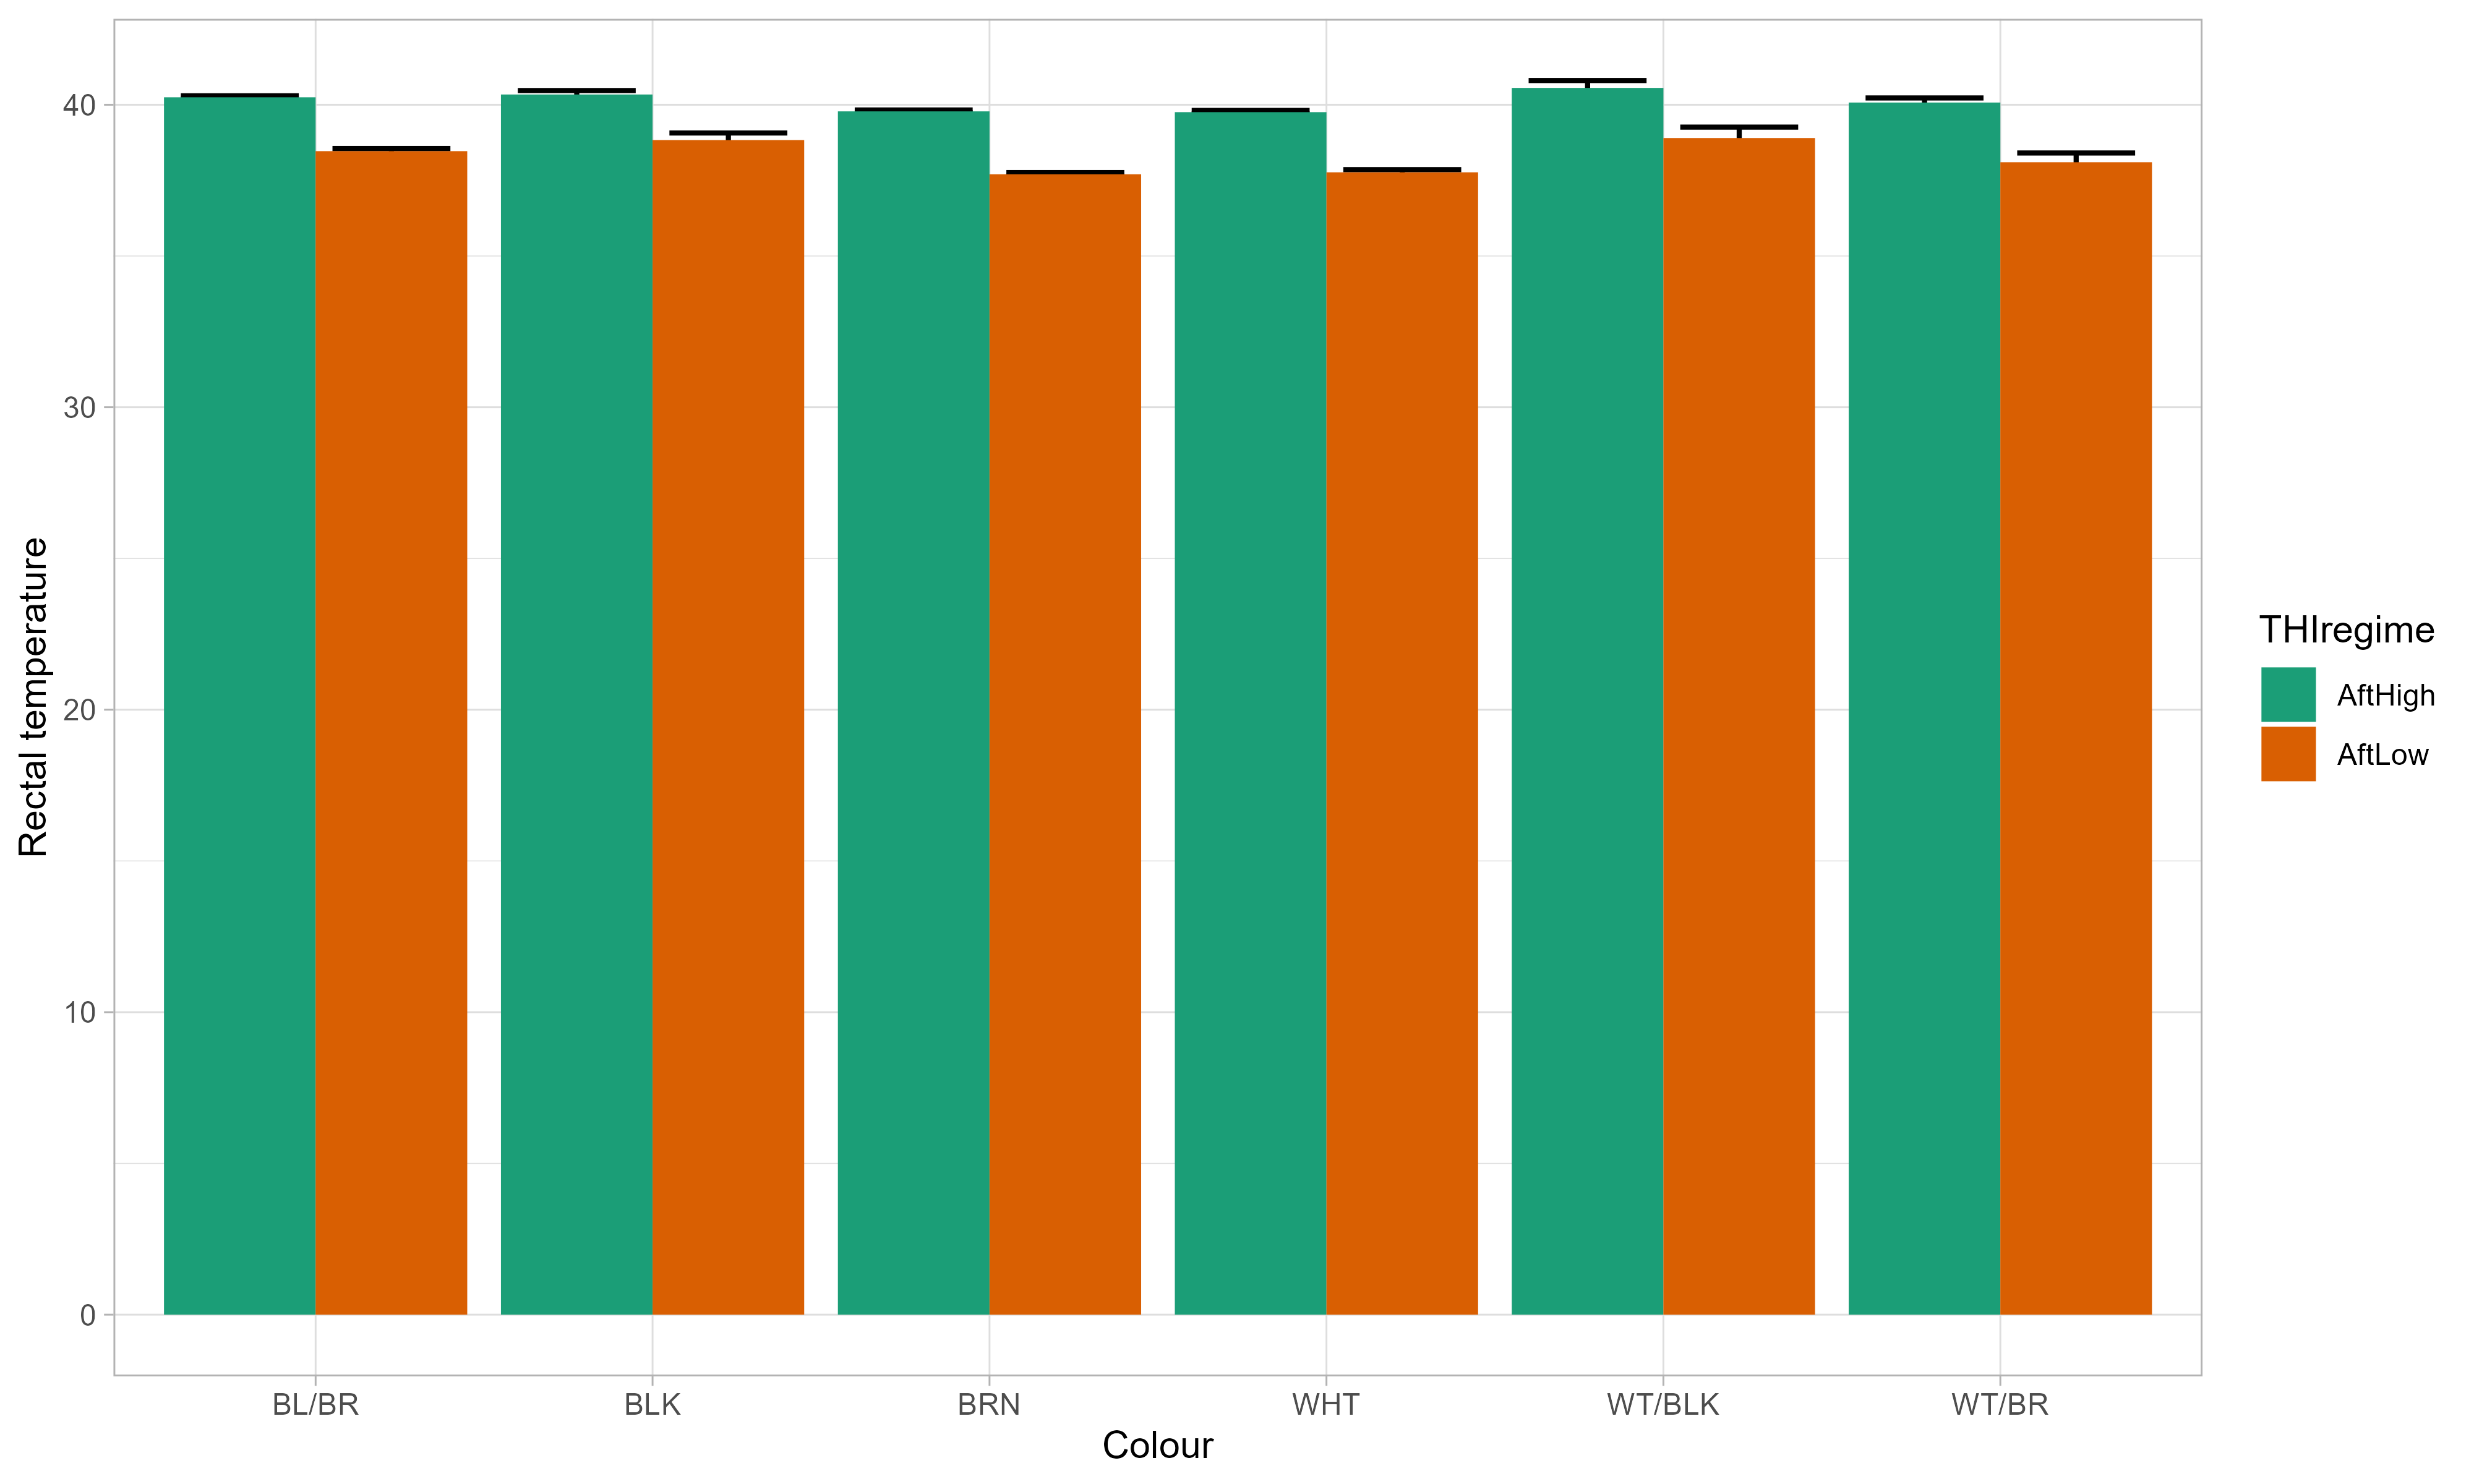 Rectal temperature
40
30
20
10
0
BL/BR
BLK
BRN
WHT
WT/BLK
WT/BR
Colour
THIregime
AftHigh
AftLow